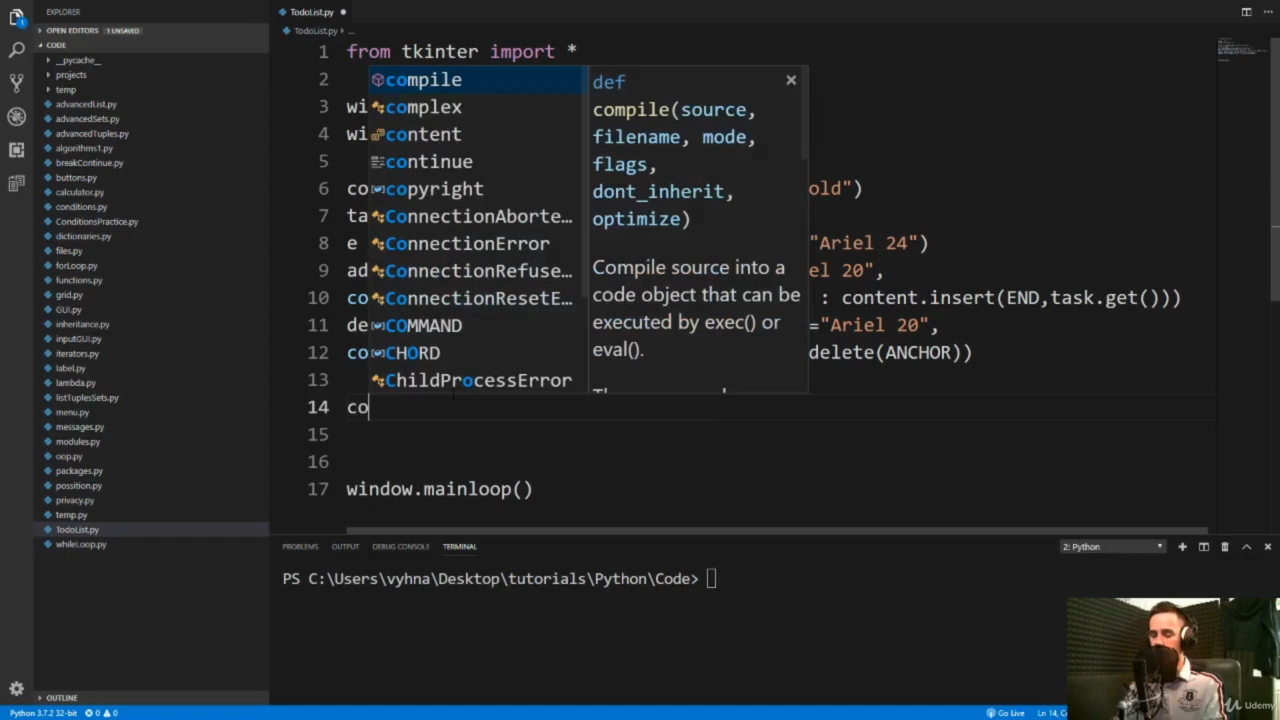 EXPLORER
OPEN EDITORS 1 UNSAVED
CODE
__pycache__
projects
temp
advancedList.py
advancedSets.py
advancedTuples.py
algorithms1.py
breakContinue.py
buttons.py
calculator.py
conditions.py
ConditionsPractice.py
dictionaries.py
files.py
forLoop.py
functions.py
grid.py
GUI.py
inheritance.py
inputGUI.py
iterators.py
label.py
lambda.py
listTuplesSets.py
menu.py
messages.py
modules.py
oop.py
packages.py
possition.py
privacy.py
temp.py
TodoList.py
whileLoop.py
OUTLINE
TodoList.py
TodoList.py > ...
1 from tkinter import *
2
3 wi
4 wi
5
6 co old")
7 ta
8 e "Ariel 24")
9 ad el 20",
10 co : content.insert(END,task.get()))
11 de ="Ariel 20",
12 co delete(ANCHOR))
13
14 co
15
16
17 window.mainloop()
compile
complex
content
continue
copyright
ConnectionAborte...
ConnectionError
ConnectionRefuse...
ConnectionResetE...
COMMAND
CHORD
ChildProcessError
def
compile(source,
filename, mode,
flags,
dont_inherit,
optimize)
Compile source into a
code object that can be
executed by exec() or
eval().
PROBLEMS OUTPUT DEBUG CONSOLE TERMINAL 2: Python
PS C:\Users\vyhna\Desktop\tutorials\Python\Code>
Python 3.7.2 32-bit 0 0 Go Live Ln 14, C
Udemy